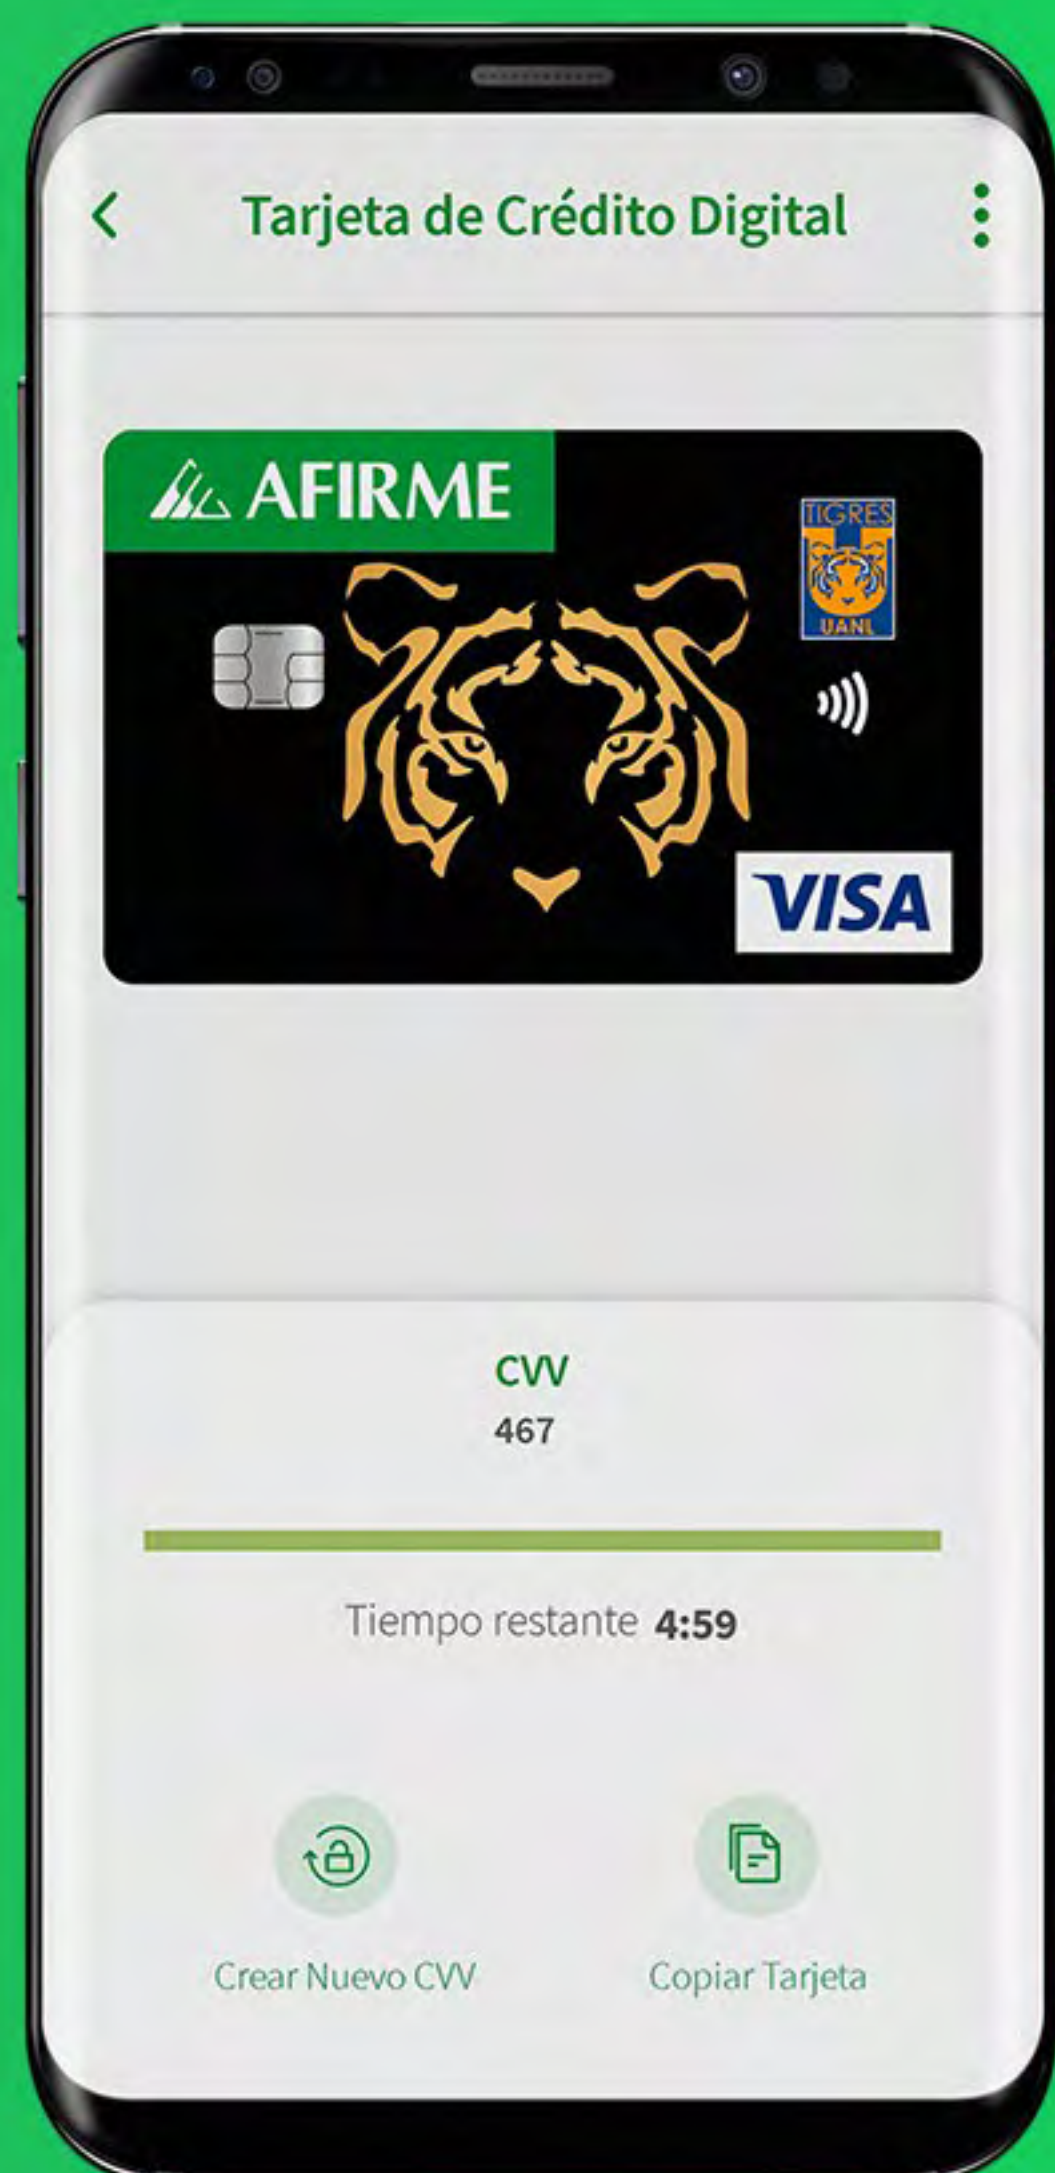 Tarjeta de Crédito Digital
AFIRME
TIGRES
UANL
VISA
CVV
467
Tiempo restante 4:59
Crear Nuevo CVV
Copiar Tarjeta